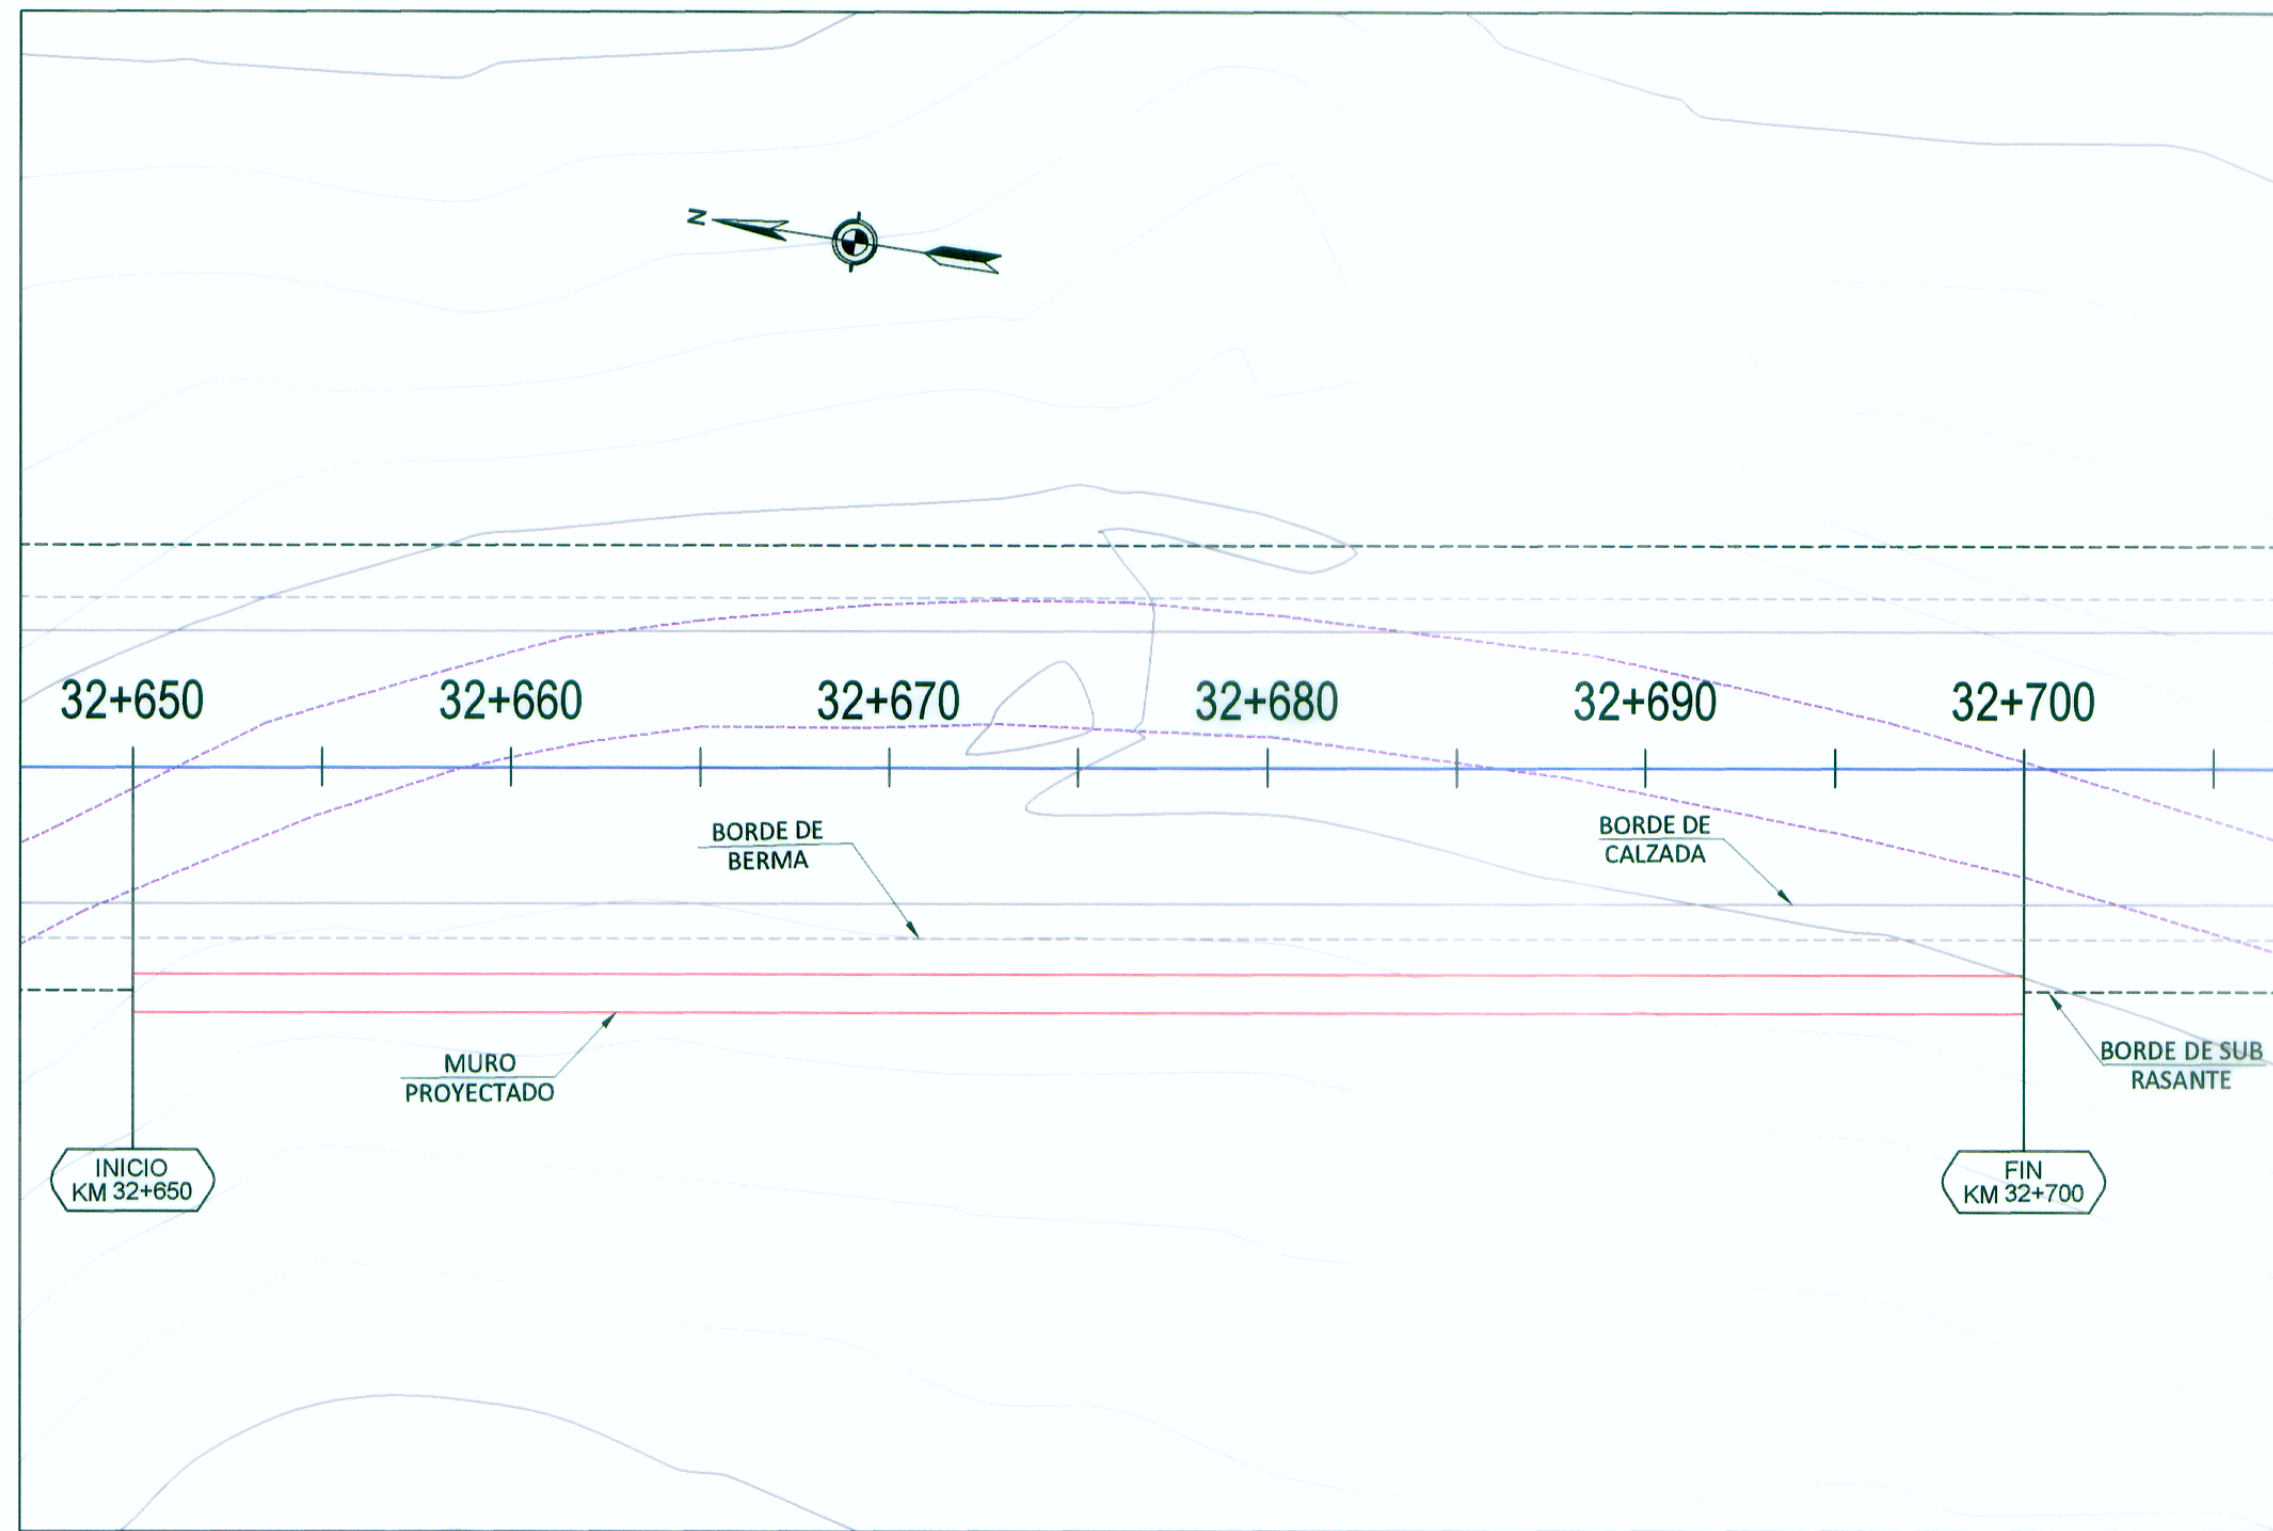 N
32+650
32+660
32+670
32+680
32+690
32+700
BORDE DE
BERMA
BORDE DE
CALZADA
MURO
PROYECTADO
BORDE DE SUB
RASANTE
INICIO
KM 32+650
FIN
KM 32+700